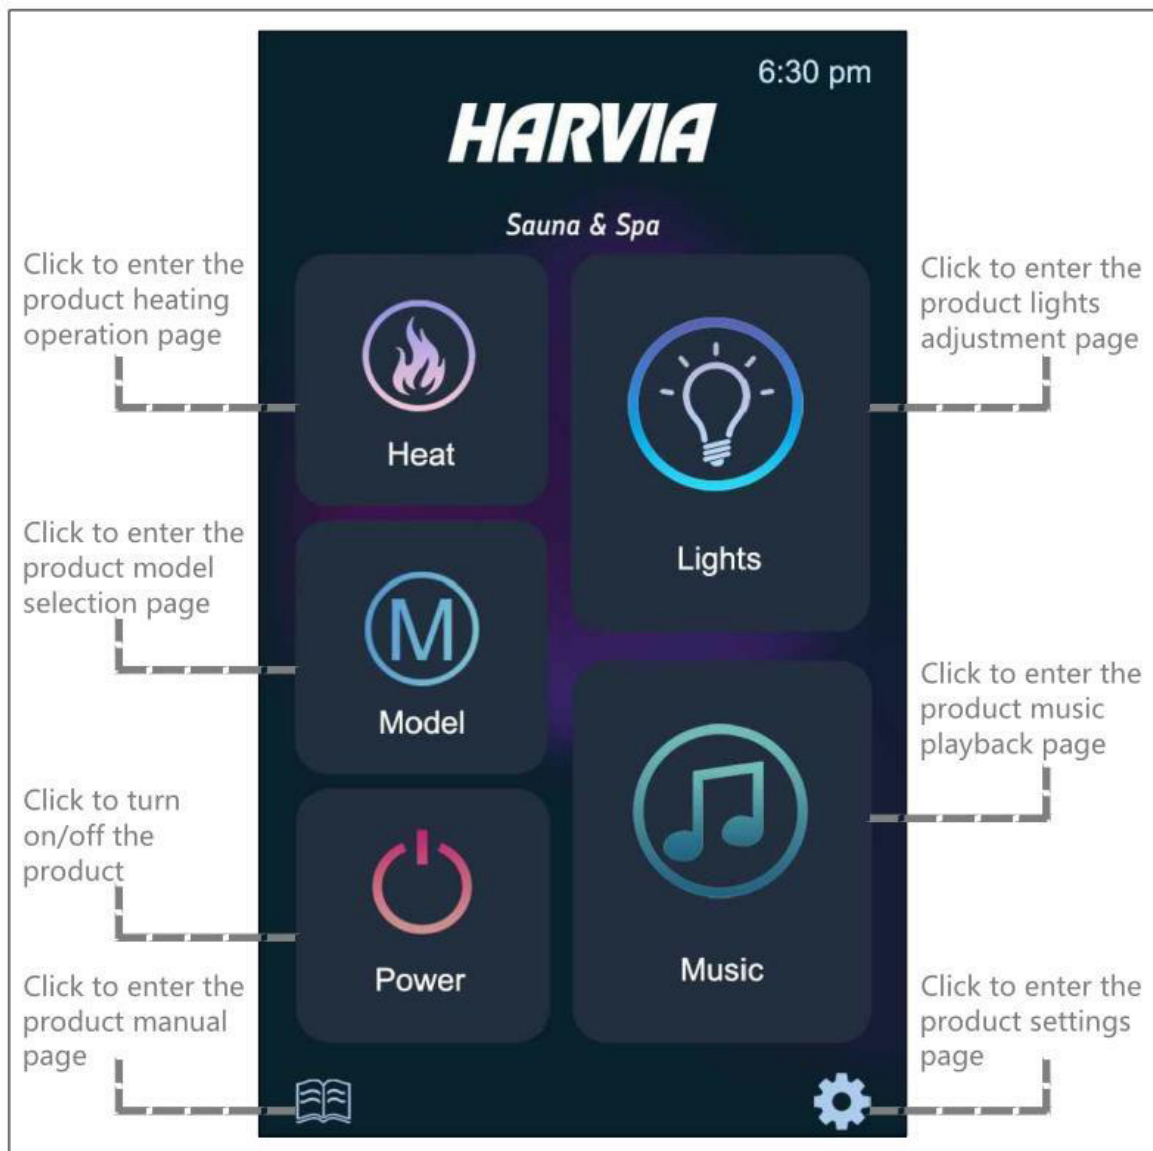 6:30 pm
HARVIA
Sauna & Spa
Click to enter the
product heating
operation page
Heat
Click to enter the
product lights
adjustment page
Lights
Click to enter the
product model
selection page
M
Model
Click to enter the
product music
playback page
Music
Click to turn
on/off the
product
Power
Click to enter the
product manual
page
Click to enter the
product settings
page